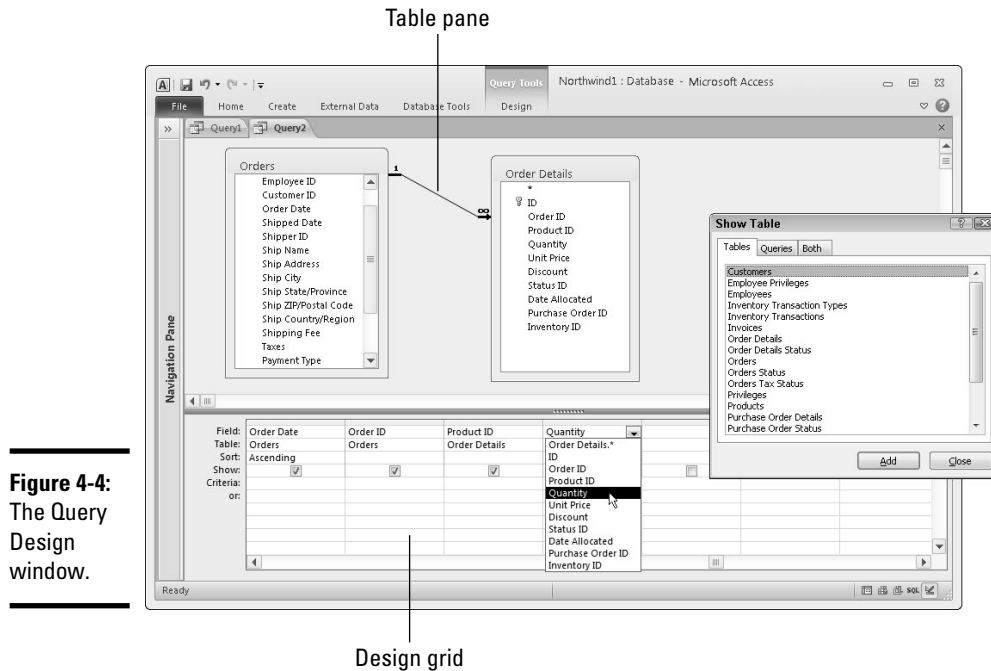 Table pane
Query Tools
Northwind1 : Database - Microsoft Access
File Home Create External Data Database Tools Design
Query1 Query2
Navigation Pane
Orders
Employee ID
Customer ID
Order Date
Shipped Date
Shipper ID
Ship Name
Ship Address
Ship City
Ship State/Province
Ship ZIP/Postal Code
Ship Country/Region
Shipping Fee
Taxes
Payment Type
1
∞
Order Details
*
ID
Order ID
Product ID
Quantity
Unit Price
Discount
Status ID
Date Allocated
Purchase Order ID
Inventory ID
Show Table
Tables Queries Both
Customers
Employee Privileges
Employees
Inventory Transaction Types
Inventory Transactions
Invoices
Order Details
Order Details Status
Orders
Orders Status
Orders Tax Status
Privileges
Products
Purchase Order Details
Purchase Order Status
Add Close
Field: Order Date Order ID Product ID Quantity
Table: Orders Orders Order Details
Sort: Ascending
Show:
Criteria:
or:
Order Details.*
ID
Order ID
Product ID
Quantity
Unit Price
Discount
Status ID
Date Allocated
Purchase Order ID
Inventory ID
Ready
SQL
Figure 4-4:
The Query
Design
window.
Design grid